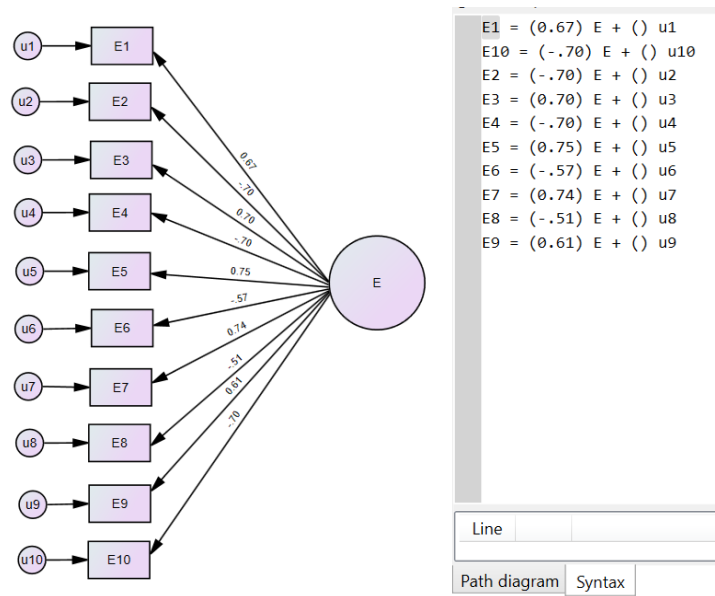 u1 E1
u2 E2
u3 E3
u4 E4
u5 E5
u6 E6
u7 E7
u8 E8
u9 E9
u10 E10
0.67
-.70
0.70
-.70
0.75
-.57
0.74
-.51
0.61
-.70
E
E1 = (0.67) E + () u1
E10 = (-.70) E + () u10
E2 = (-.70) E + () u2
E3 = (0.70) E + () u3
E4 = (-.70) E + () u4
E5 = (0.75) E + () u5
E6 = (-.57) E + () u6
E7 = (0.74) E + () u7
E8 = (-.51) E + () u8
E9 = (0.61) E + () u9
Line
Path diagram Syntax